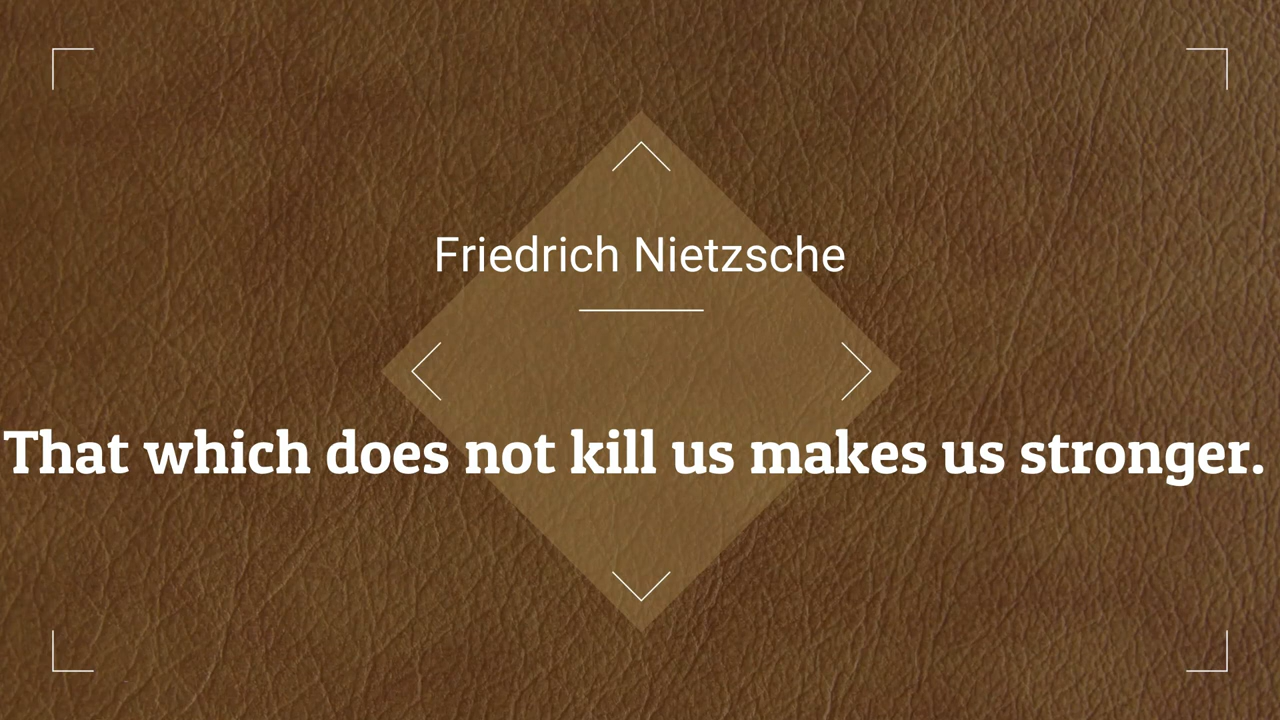 Friedrich Nietzsche
That which does not kill us makes us stronger.